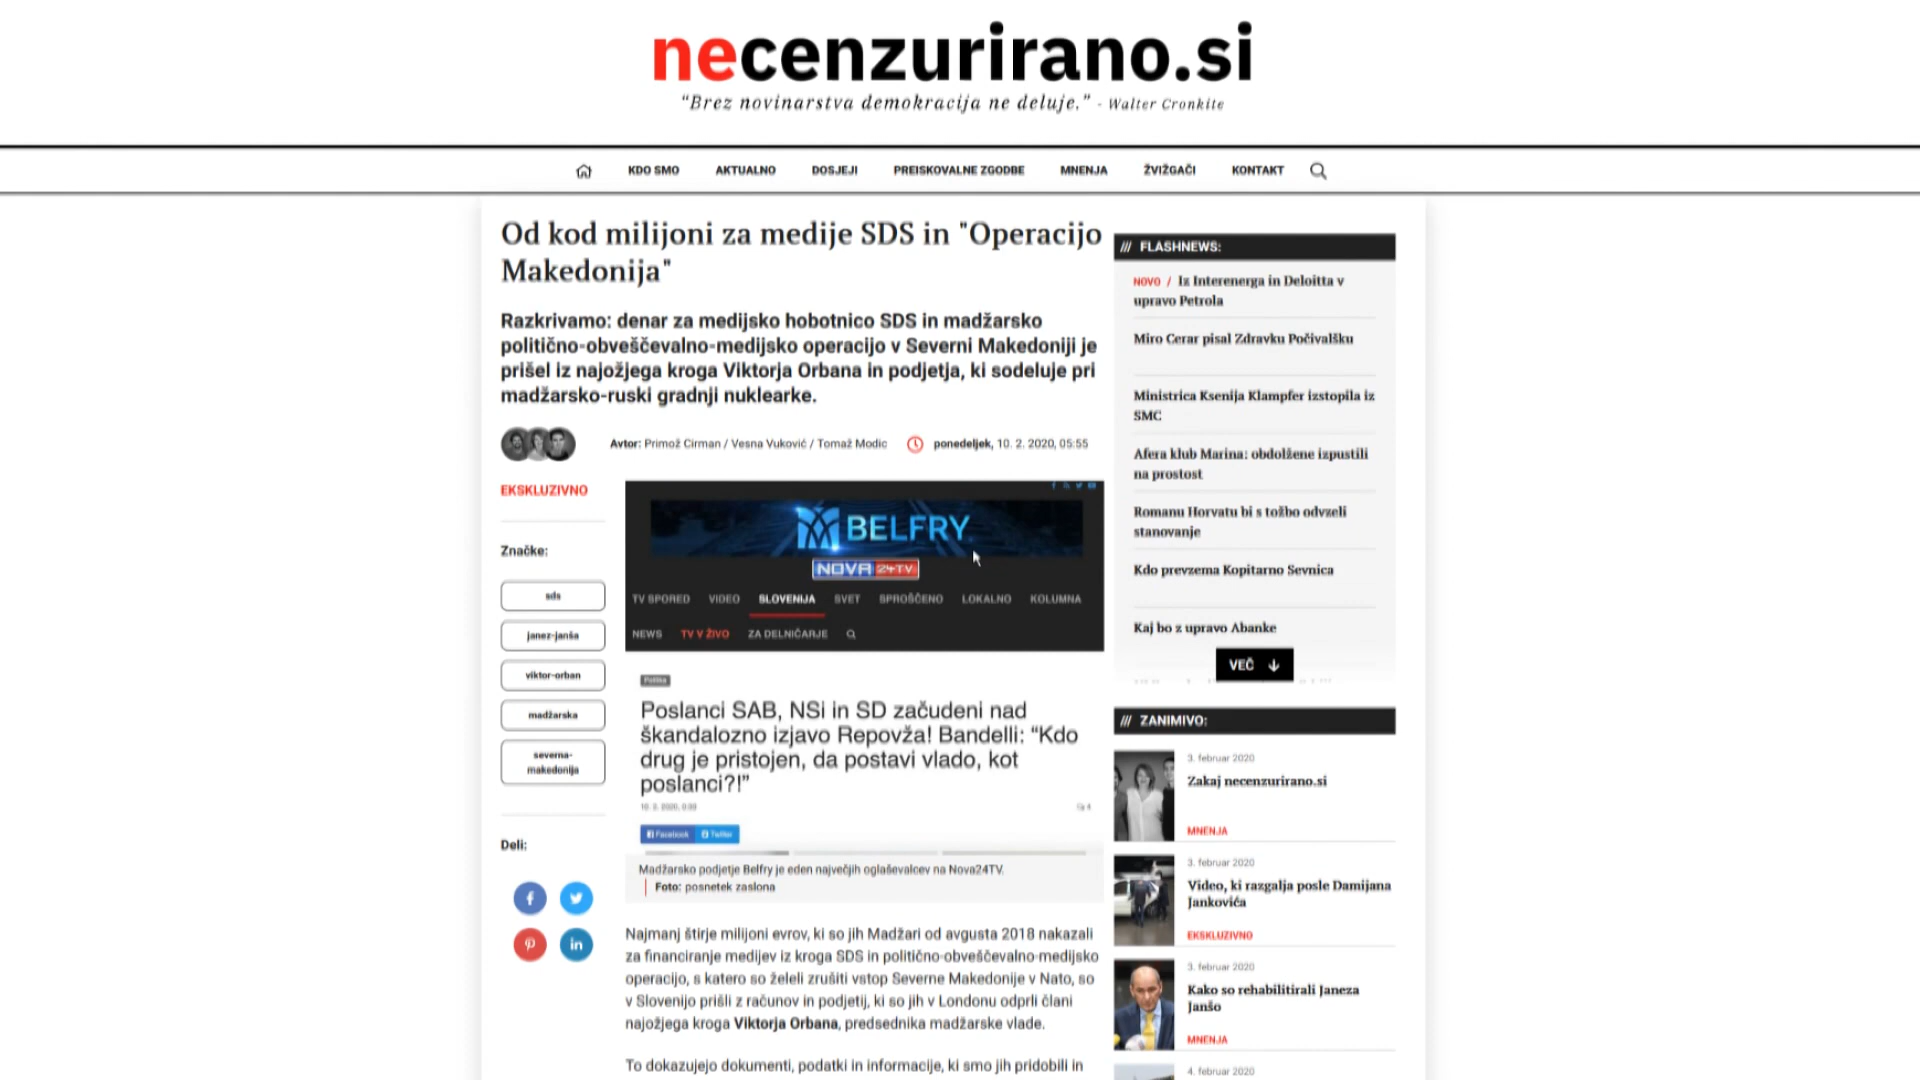 necenzurirano.si
“Brez novinarstva demokracija ne deluje.” - Walter Cronkite
KDO SMO AKTUALNO DOSJEJI PREISKOVALNE ZGODBE MNENJA ŽVIŽGAČI KONTAKT
Od kod milijoni za medije SDS in "Operacijo
Makedonija"
Razkrivamo: denar za medijsko hobotnico SDS in madžarsko
politično-obveščevalno-medijsko operacijo v Severni Makedoniji je
prišel iz najožjega kroga Viktorja Orbana in podjetja, ki sodeluje pri
madžarsko-ruski gradnji nuklearke.
Avtor: Primož Cirman / Vesna Vuković / Tomaž Modic
ponedeljek, 10. 2. 2020, 05:55
EKSKLUZIVNO
Značke:
sds
janez-janša
viktor-orban
madžarska
severna-
makedonija
Deli:
BELFRY
NOVA 24TV
TV SPORED VIDEO SLOVENIJA SVET SPROŠČENO LOKALNO KOLUMNA
NEWS TV V ŽIVO ZA DELNIČARJE
Politika
Poslanci SAB, NSi in SD začudeni nad
škandalozno izjavo Repovža! Bandelli: “Kdo
drug je pristojen, da postavi vlado, kot
poslanci?!”
Facebook Twitter
Madžarsko podjetje Belfry je eden največjih oglaševalcev na Nova24TV.
Foto: posnetek zaslona
Najmanj štirje milijoni evrov, ki so jih Madžari od avgusta 2018 nakazali
za financiranje medijev iz kroga SDS in politično-obveščevalno-medijsko
operacijo, s katero so želeli zrušiti vstop Severne Makedonije v Nato, so
v Slovenijo prišli z računov in podjetij, ki so jih v Londonu odprli člani
najožjega kroga Viktorja Orbana, predsednika madžarske vlade.
To dokazujejo dokumenti, podatki in informacije, ki smo jih pridobili in
/// FLASHNEWS:
NOVO / Iz Interenerga in Deloitta v
upravo Petrola
Miro Cerar pisal Zdravku Počivalšku
Ministrica Ksenija Klampfer izstopila iz
SMC
Afera klub Marina: obdolžene izpustili
na prostost
Romanu Horvatu bi s tožbo odvzeli
stanovanje
Kdo prevzema Kopitarno Sevnica
Kaj bo z upravo Abanke
VEČ
/// ZANIMIVO:
3. februar 2020
Zakaj necenzurirano.si
MNENJA
3. februar 2020
Video, ki razgalja posle Damijana
Jankovića
EKSKLUZIVNO
3. februar 2020
Kako so rehabilitirali Janeza
Janšo
MNENJA
4. februar 2020